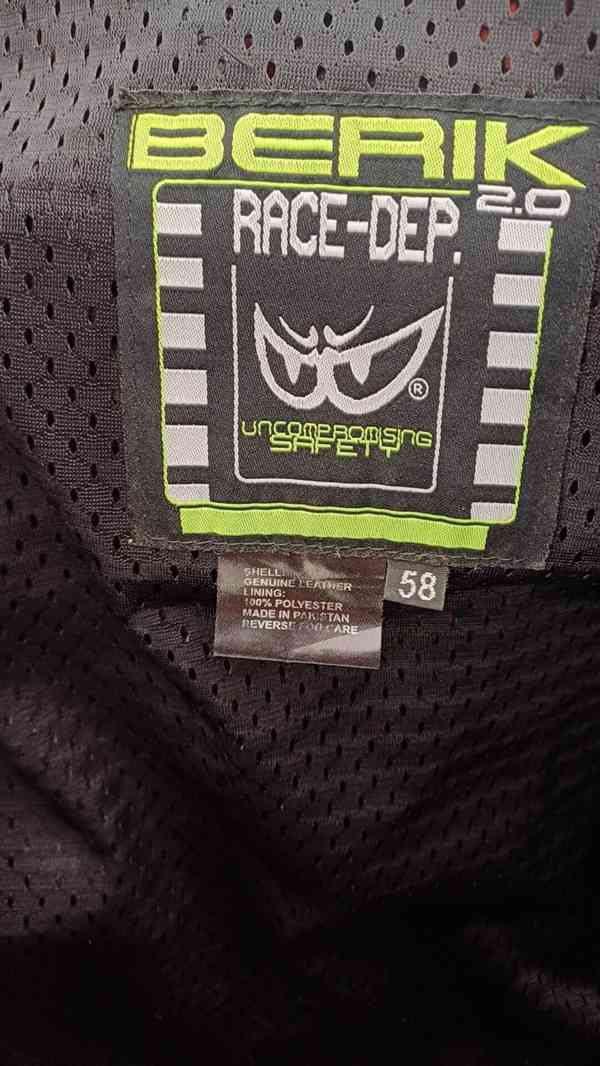 BERIK
2.0
RACE-DEP.
®
UNCOMPROMISING
SAFETY
58
SHELL:
GENUINE LEATHER
LINING:
100% POLYESTER
MADE IN PAKISTAN
REVERSE FOR CARE